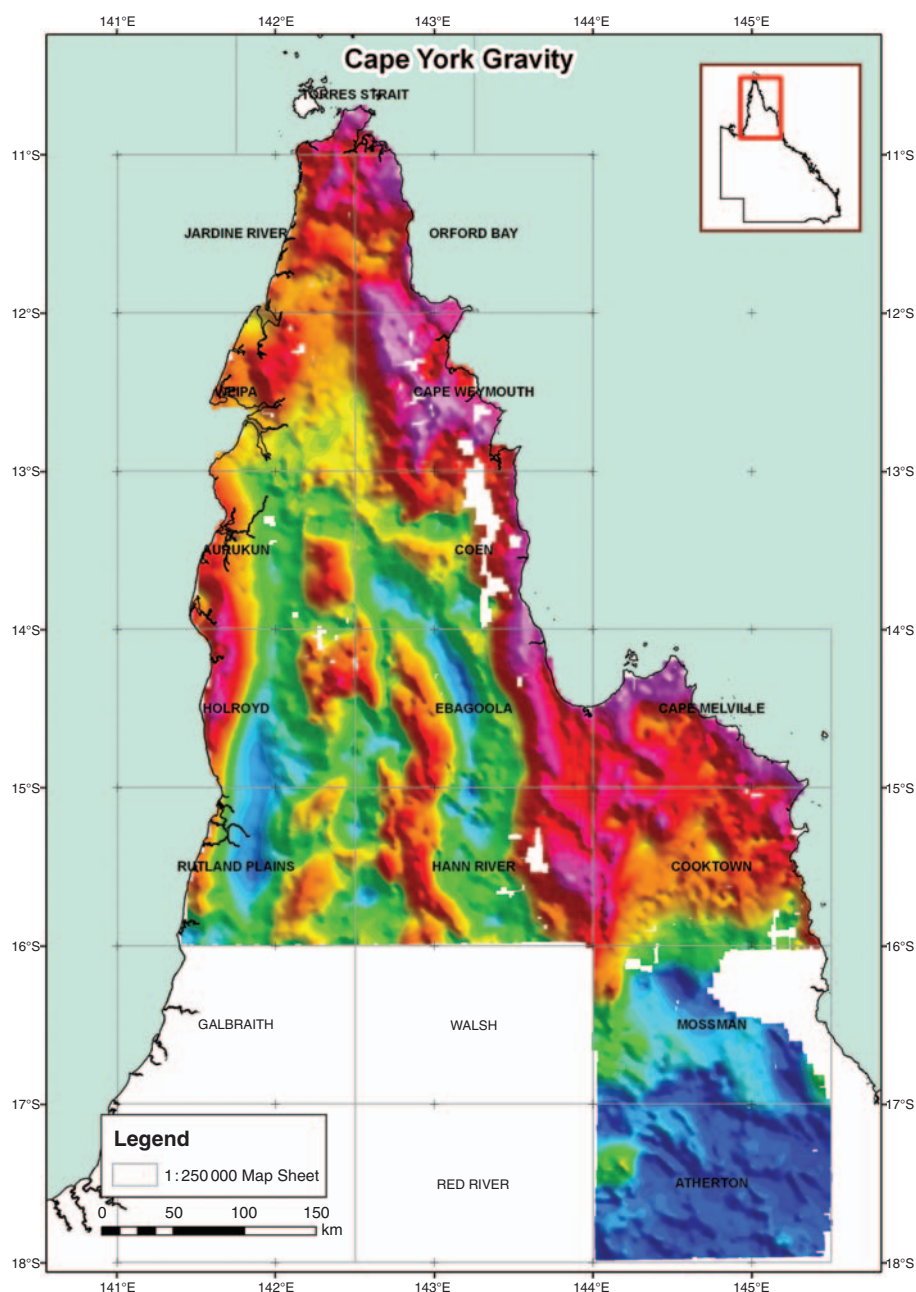 141°E 142°E 143°E 144°E 145°E
Cape York Gravity
TORRES STRAIT
11°S 11°S
JARDINE RIVER ORFORD BAY
12°S 12°S
WEIPA CAPE WEYMOUTH
13°S 13°S
AURUKUN COEN
14°S 14°S
HOLROYD EBAGOOLA CAPE MELVILLE
15°S 15°S
RUTLAND PLAINS HANN RIVER COOKTOWN
16°S 16°S
GALBRAITH WALSH MOSSMAN
17°S 17°S
Legend
1:250 000 Map Sheet
RED RIVER ATHERTON
0 50 100 150
km
18°S 18°S
141°E 142°E 143°E 144°E 145°E